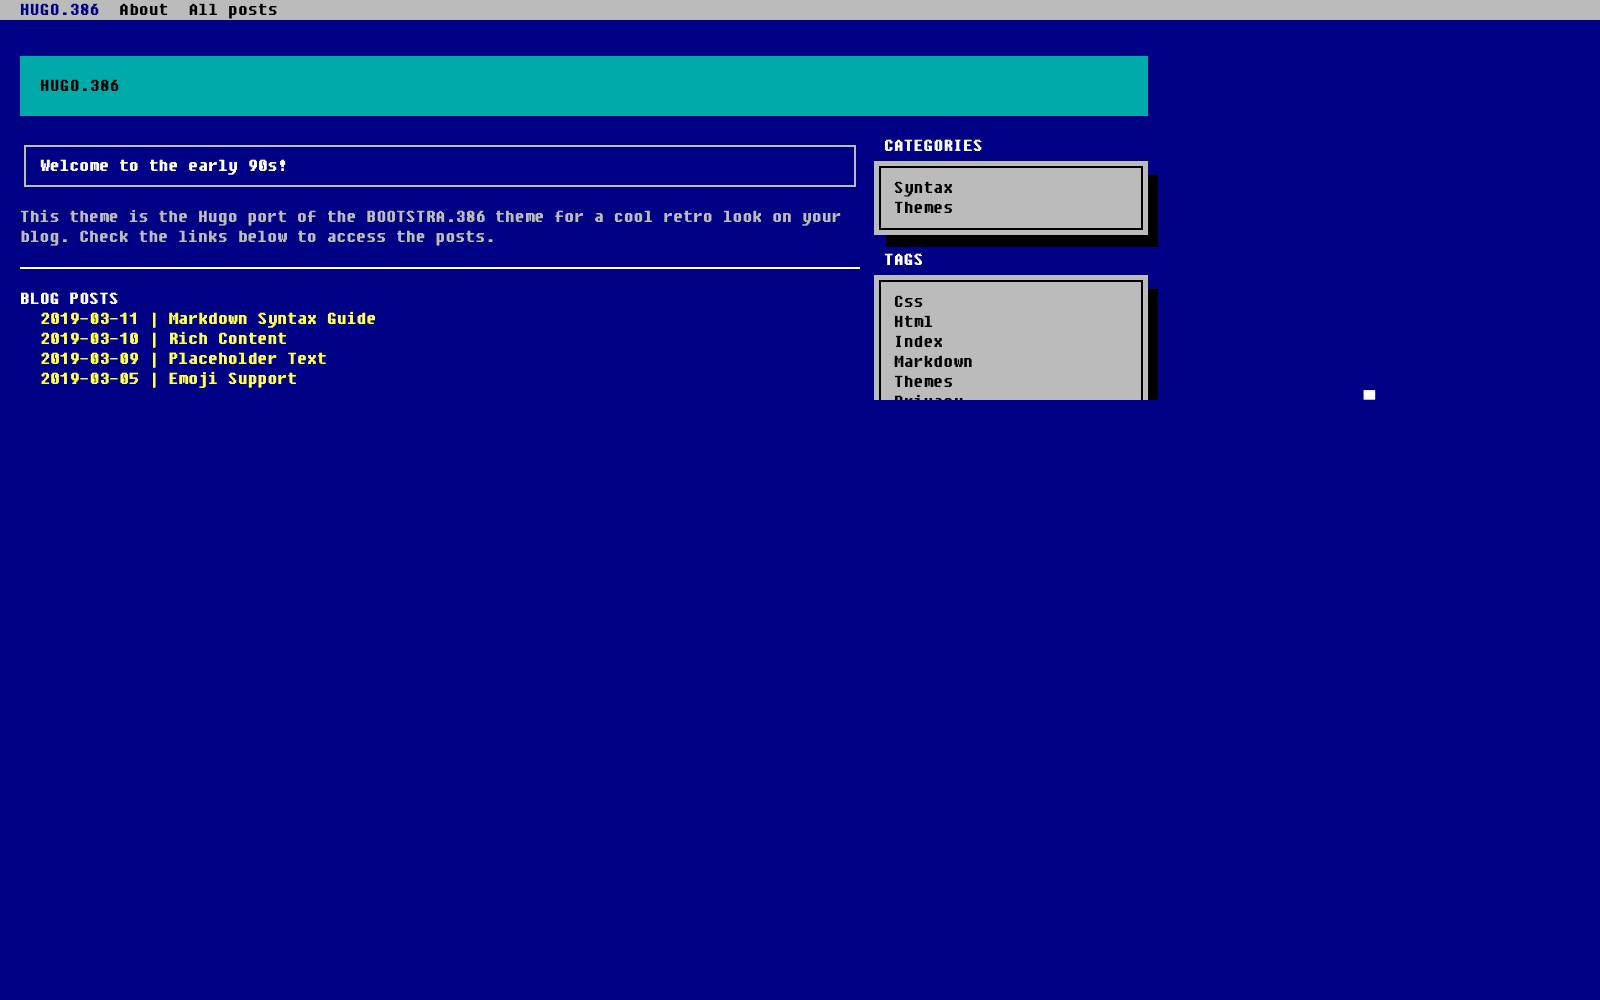 HUGO.386 About All posts
HUGO.386
Welcome to the early 90s!
This theme is the Hugo port of the BOOTSTRA.386 theme for a cool retro look on your
blog. Check the links below to access the posts.
BLOG POSTS
2019-03-11 | Markdown Syntax Guide
2019-03-10 | Rich Content
2019-03-09 | Placeholder Text
2019-03-05 | Emoji Support
CATEGORIES
Syntax
Themes
TAGS
Css
Html
Index
Markdown
Themes